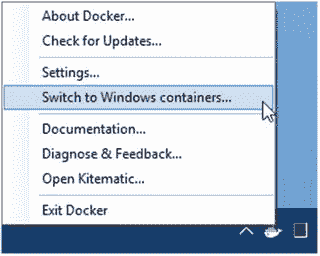 About Docker...
Check for Updates...
Settings...
Switch to Windows containers...
Documentation...
Diagnose & Feedback...
Open Kitematic...
Exit Docker